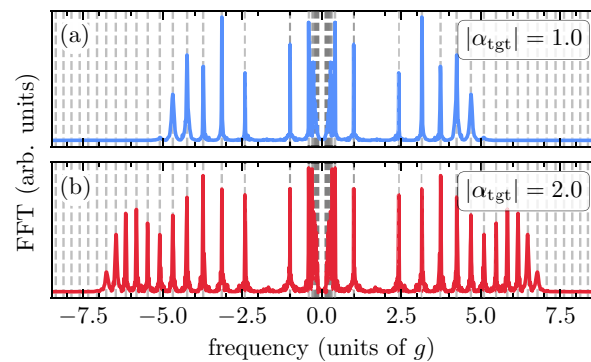 (a)
|α_tgt| = 1.0
(b)
|α_tgt| = 2.0
FFT (arb. units)
−7.5 −5.0 −2.5 0.0 2.5 5.0 7.5
frequency (units of g)